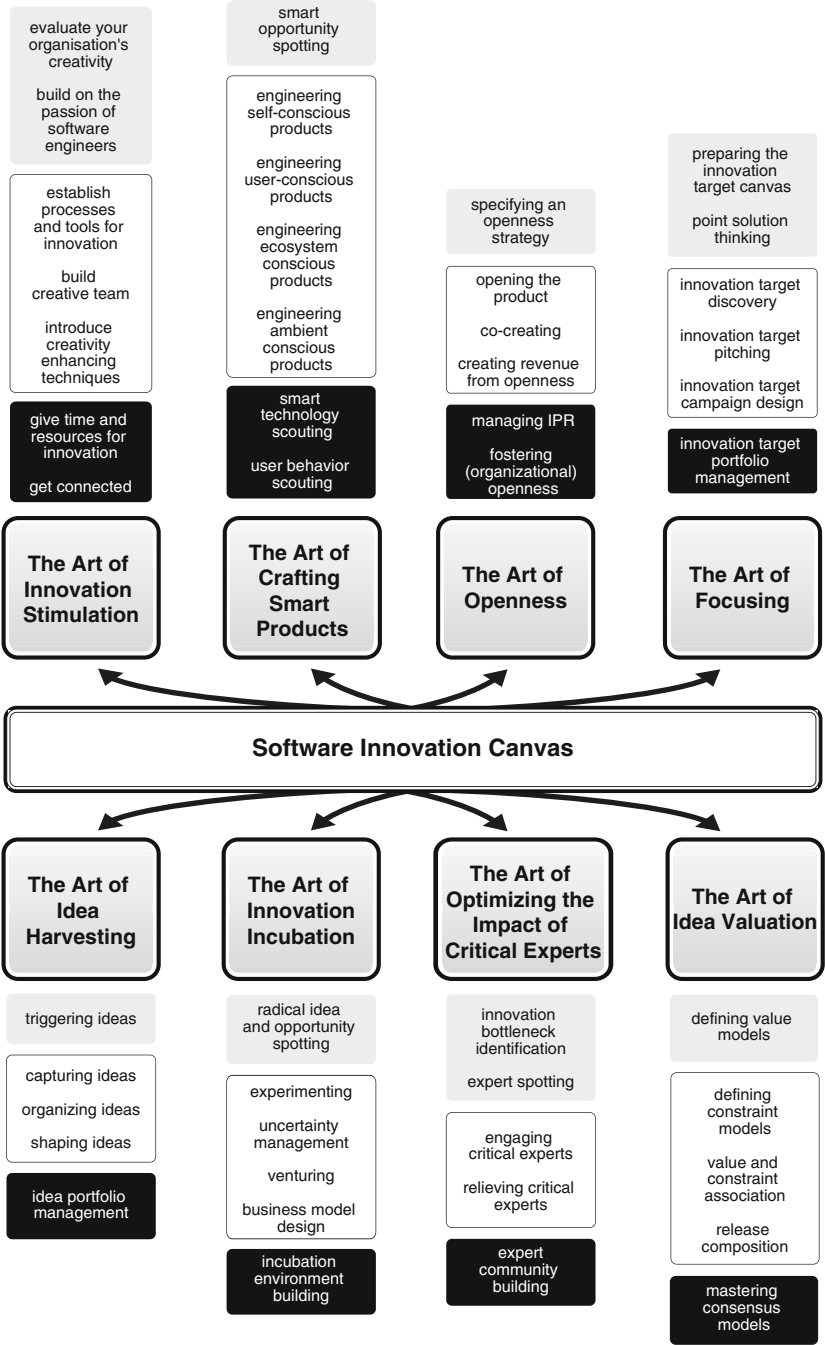 evaluate your
organisation's
creativity
build on the
passion of
software
engineers
establish
processes
and tools for
innovation
build
creative team
introduce
creativity
enhancing
techniques
give time and
resources for
innovation
get connected
The Art of
Innovation
Stimulation
smart
opportunity
spotting
engineering
self-conscious
products
engineering
user-conscious
products
engineering
ecosystem
conscious
products
engineering
ambient
conscious
products
smart
technology
scouting
user behavior
scouting
The Art of
Crafting
Smart
Products
specifying an
openness
strategy
opening the
product
co-creating
creating revenue
from openness
managing IPR
fostering
(organizational)
openness
The Art of
Openness
preparing the
innovation
target canvas
point solution
thinking
innovation target
discovery
innovation target
pitching
innovation target
campaign design
innovation target
portfolio
management
The Art of
Focusing
Software Innovation Canvas
The Art of
Idea
Harvesting
triggering ideas
capturing ideas
organizing ideas
shaping ideas
idea portfolio
management
The Art of
Innovation
Incubation
radical idea
and opportunity
spotting
experimenting
uncertainty
management
venturing
business model
design
incubation
environment
building
The Art of
Optimizing the
Impact of
Critical Experts
innovation
bottleneck
identification
expert spotting
engaging
critical experts
relieving critical
experts
expert
community
building
The Art of
Idea Valuation
defining value
models
defining
constraint
models
value and
constraint
association
release
composition
mastering
consensus
models